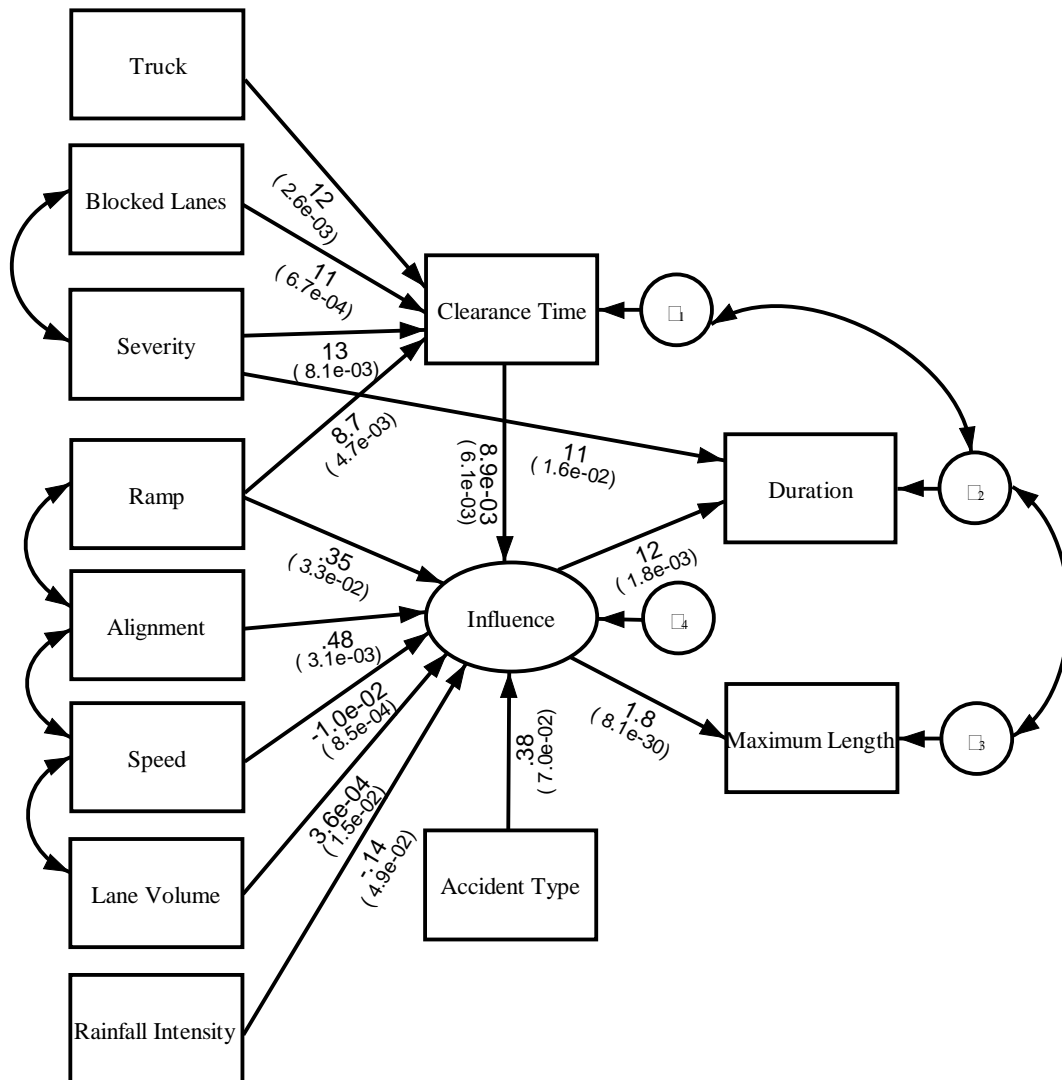 Truck
12
( 2.6e-03)
Blocked Lanes
11
( 6.7e-04)
Clearance Time
1
Severity
13
( 8.1e-03)
8.7
( 4.7e-03)
8.9e-03
( 6.1e-03)
11
( 1.6e-02)
Ramp
Duration
2
.35
( 3.3e-02)
12
( 1.8e-03)
Alignment
.48
( 3.1e-03)
Influence
4
-1.0e-02
( 8.5e-04)
1.8
( 8.1e-30)
Speed
.38
( 7.0e-02)
Maximum Length
3
3.6e-04
( 1.5e-02)
-.14
( 4.9e-02)
Lane Volume
Accident Type
Rainfall Intensity